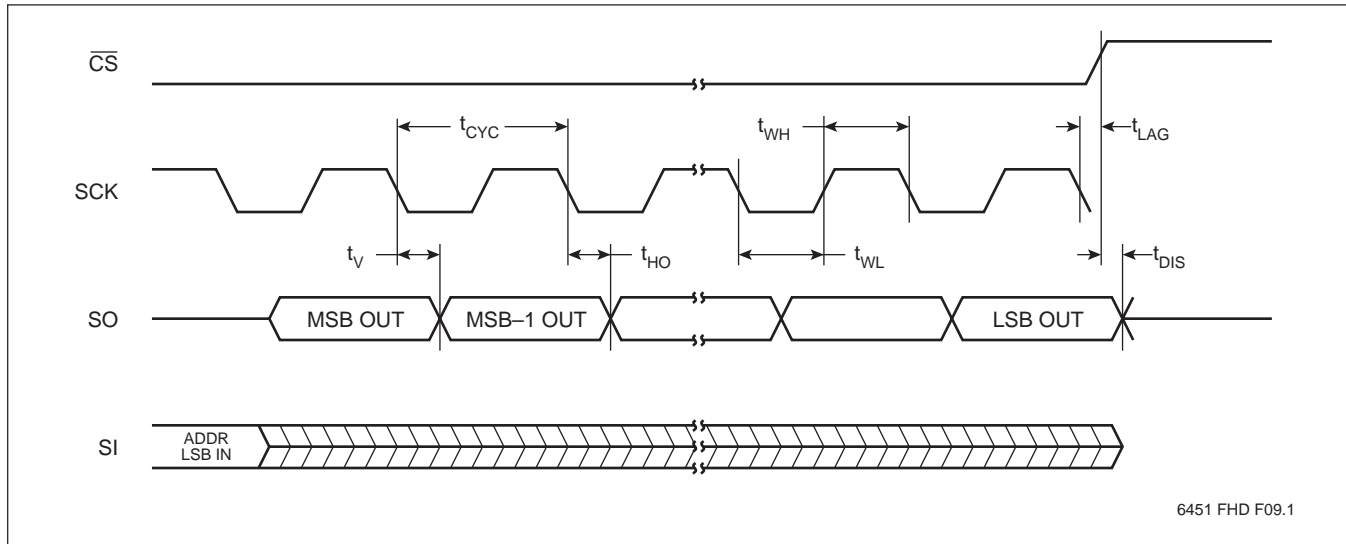 CS
tCYC
tWH
tLAG
SCK
tV
tHO
tWL
tDIS
SO
MSB OUT
MSB–1 OUT
LSB OUT
SI
ADDR
LSB IN
6451 FHD F09.1